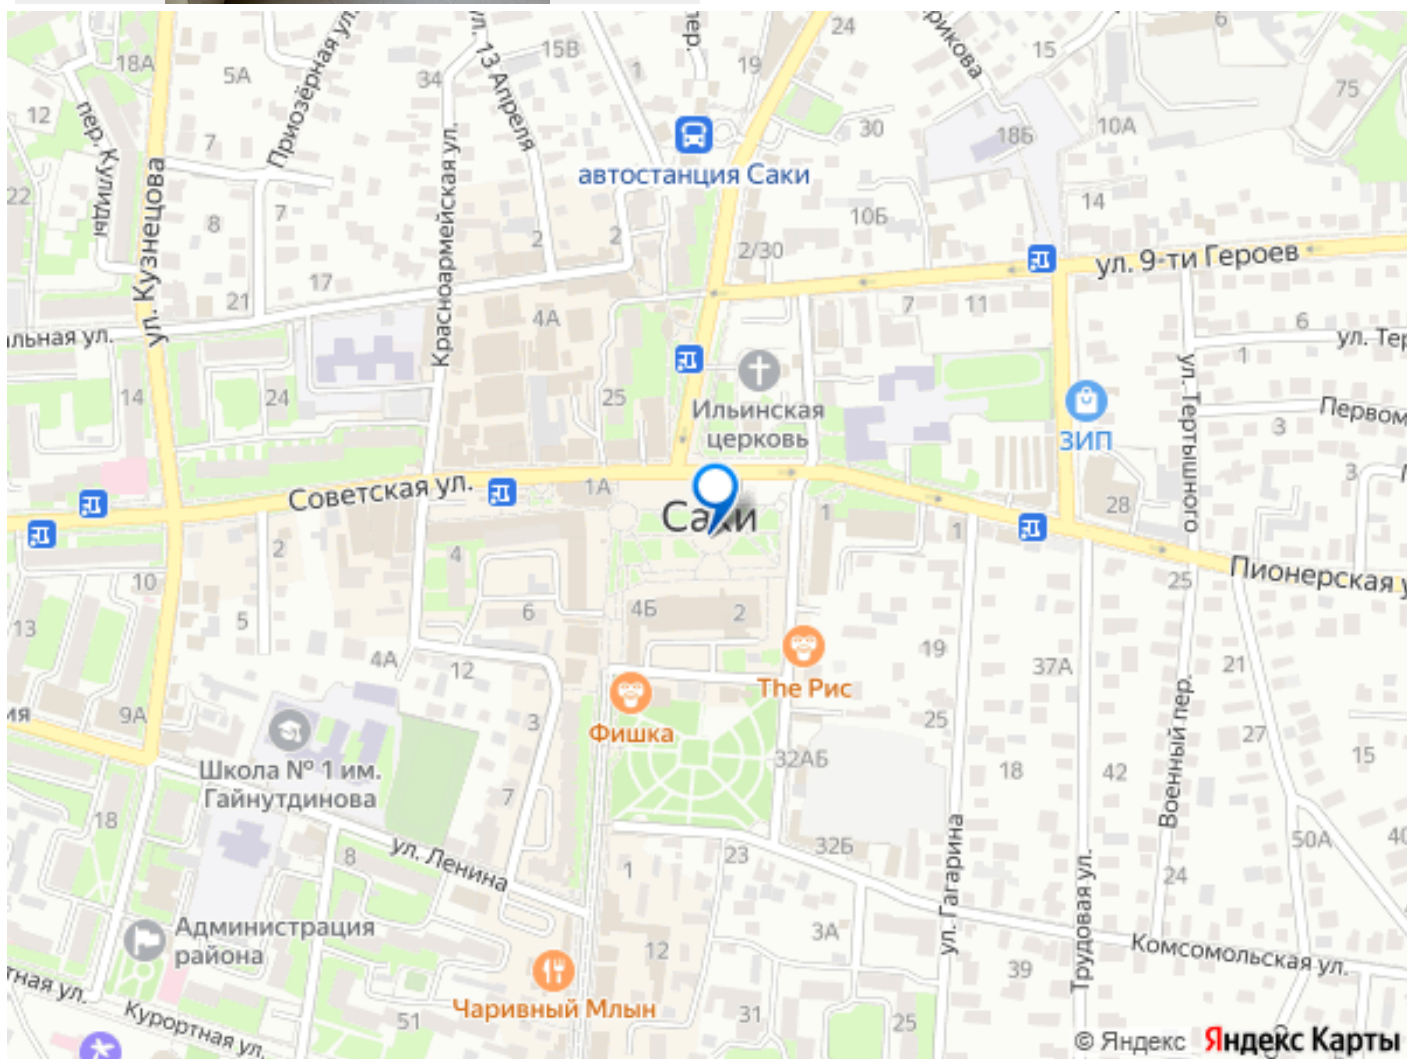 24
6
15В
15
18А
5А
34
1
19
75
12
пер. Кулиды
Приозёрная ул.
ул. 13 Апреля
пер.
рикова
30
18Б
10А
автостанция Саки
7
22
8
7
Красноармейская ул.
10Б
14
2
2
2/30
ул. Кузнецова
ул. 9-ти Героев
17
21
4А
7
11
6
альная ул.
ул. Тер
1
14
24
25
Ильинская
церковь
ЗИП
ул. Тертышного
Первом
3
3
Советская ул.
1А
Саки
1
1
28
2
4
10
25
Пионерская у
13
5
6
4Б
2
4А
12
19
37А
21
The Рис
ия
9А
3
Фишка
25
27
Школа № 1 им.
Гайнутдинова
7
32АБ
18
42
15
Военный пер.
18
ул. Ленина
8
1
23
32Б
50А
40
24
ул. Гагарина
Трудовая ул.
Администрация
района
12
3А
Комсомольская ул.
39
тная ул.
Чаривный Млын
Курортная ул.
51
31
25
© Яндекс Яндекс Карты